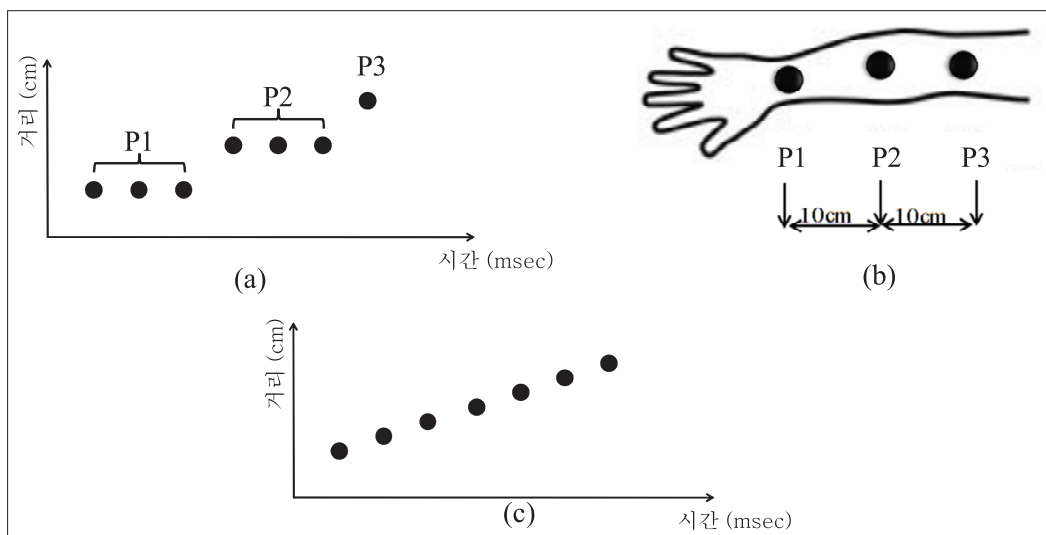 거리 (cm)
P1
P2
P3
시간 (msec)
(a)
P1 P2 P3
10cm 10cm
(b)
거리 (cm)
시간 (msec)
(c)